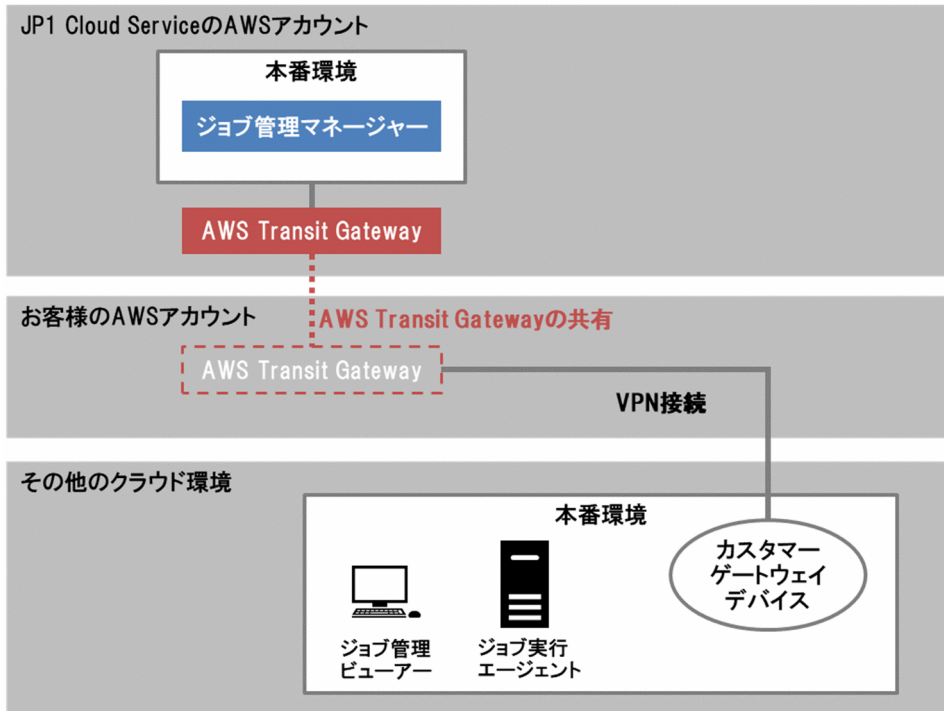 JP1 Cloud ServiceのAWSアカウント
本番環境
ジョブ管理マネージャー
AWS Transit Gateway
お客様のAWSアカウント
AWS Transit Gatewayの共有
AWS Transit Gateway
VPN接続
その他のクラウド環境
本番環境
カスタマー
ゲートウェイ
デバイス
ジョブ管理
ビューアー
ジョブ実行
エージェント